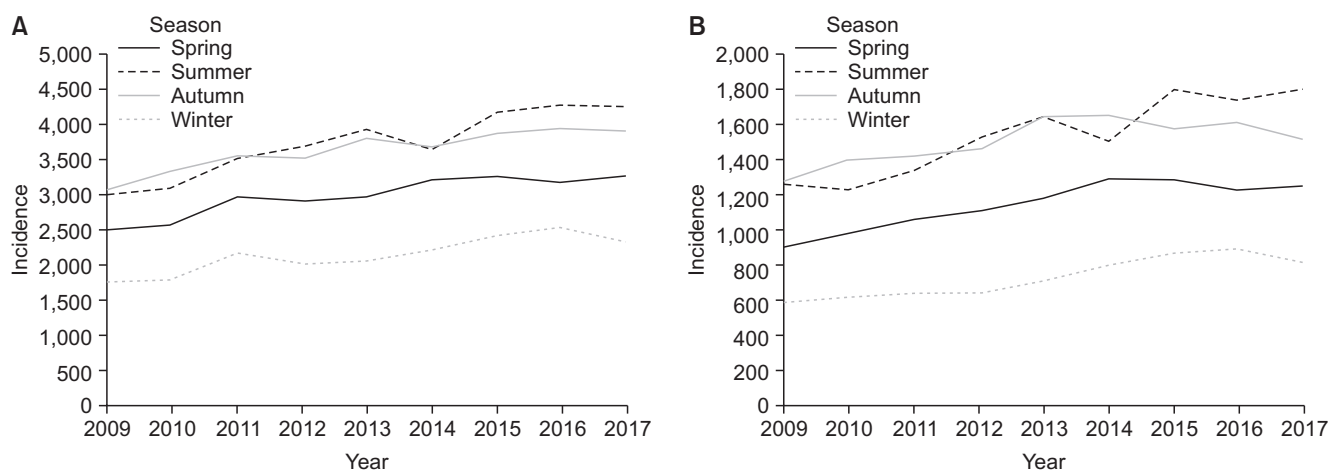 A
Season
Spring
Summer
Autumn
Winter
5,000
4,500
4,000
3,500
3,000
2,500
2,000
1,500
1,000
500
0
Incidence
2009 2010 2011 2012 2013 2014 2015 2016 2017
Year
B
Season
Spring
Summer
Autumn
Winter
2,000
1,800
1,600
1,400
1,200
1,000
800
600
400
200
0
Incidence
2009 2010 2011 2012 2013 2014 2015 2016 2017
Year